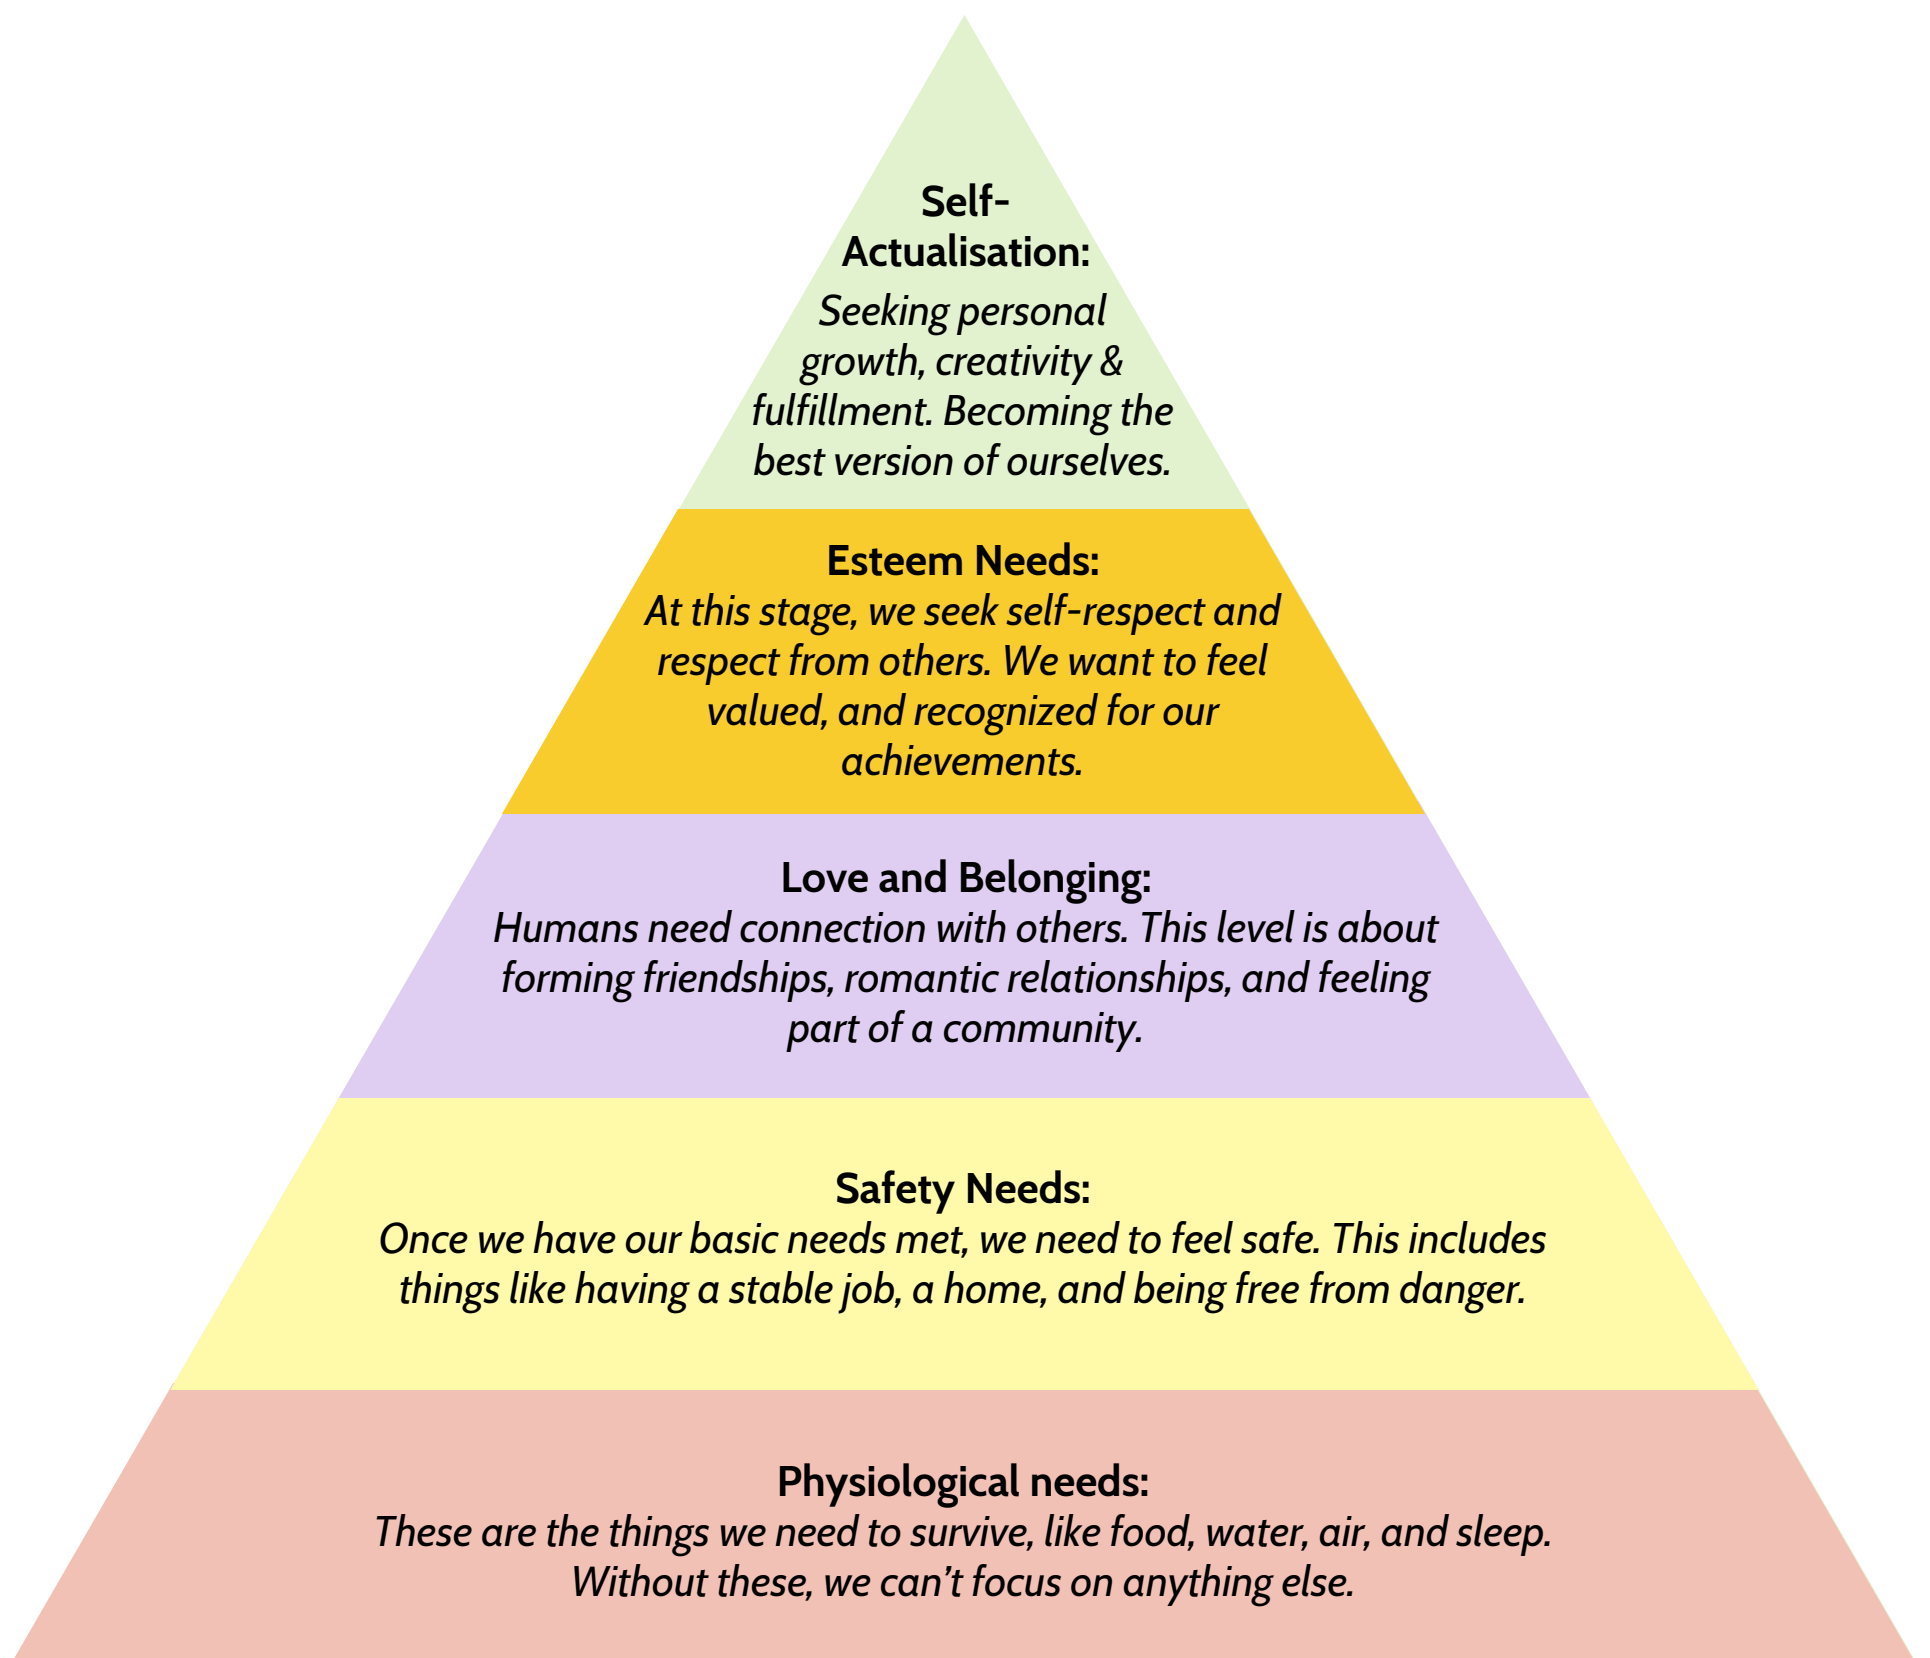 Self-
Actualisation:
Seeking personal
growth, creativity &
fulfillment. Becoming the
best version of ourselves.
Esteem Needs:
At this stage, we seek self-respect and
respect from others. We want to feel
valued, and recognized for our
achievements.
Love and Belonging:
Humans need connection with others. This level is about
forming friendships, romantic relationships, and feeling
part of a community.
Safety Needs:
Once we have our basic needs met, we need to feel safe. This includes
things like having a stable job, a home, and being free from danger.
Physiological needs:
These are the things we need to survive, like food, water, air, and sleep.
Without these, we can’t focus on anything else.